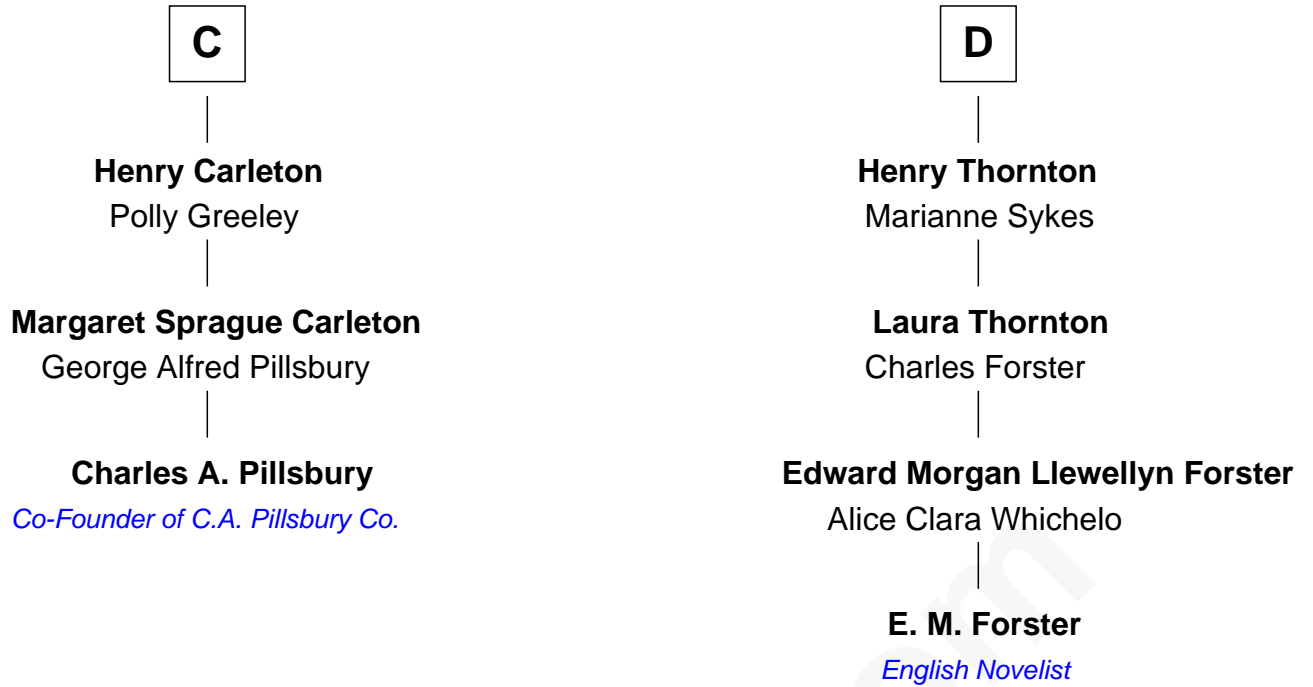 C
Henry Carleton
Polly Greeley
Margaret Sprague Carleton
George Alfred Pillsbury
Charles A. Pillsbury
Co-Founder of C.A. Pillsbury Co.
D
Henry Thornton
Marianne Sykes
Laura Thornton
Charles Forster
Edward Morgan Llewellyn Forster
Alice Clara Whichelo
E. M. Forster
English Novelist